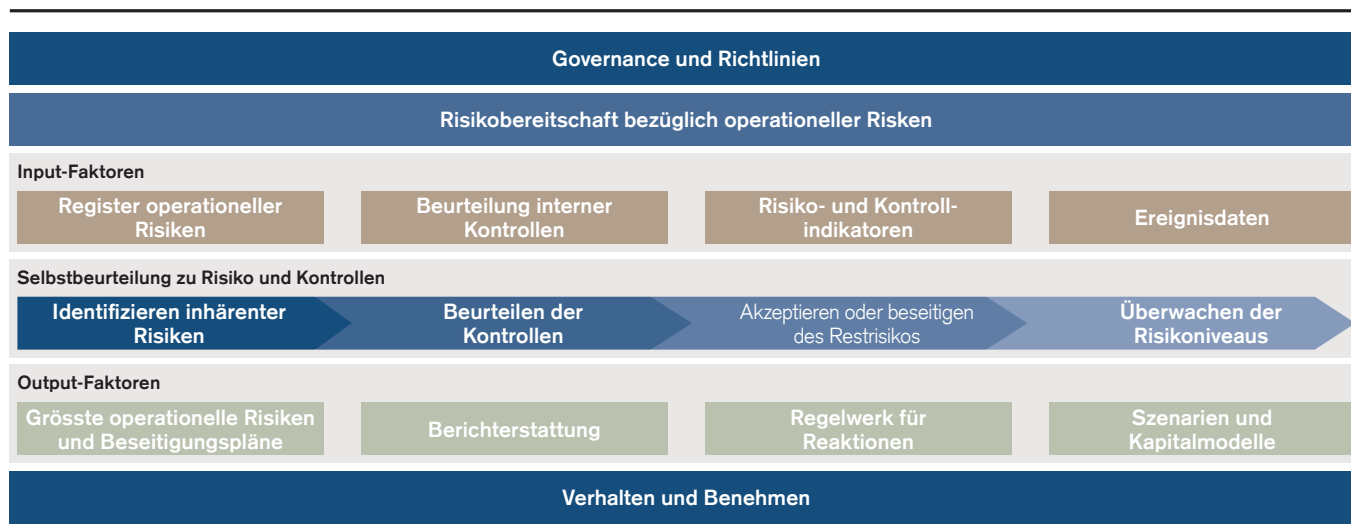 Governance und Richtlinien
Risikobereitschaft bezüglich operationeller Risken
Input-Faktoren
Register operationeller
Risiken
Beurteilung interner
Kontrollen
Risiko- und Kontroll-
indikatoren
Ereignisdaten
Selbstbeurteilung zu Risiko und Kontrollen
Identifizieren inhärenter
Risiken
Beurteilen der
Kontrollen
Akzeptieren oder beseitigen
des Restrisikos
Überwachen der
Risikoniveaus
Output-Faktoren
Grösste operationelle Risiken
und Beseitigungspläne
Berichterstattung
Regelwerk für
Reaktionen
Szenarien und
Kapitalmodelle
Verhalten und Benehmen